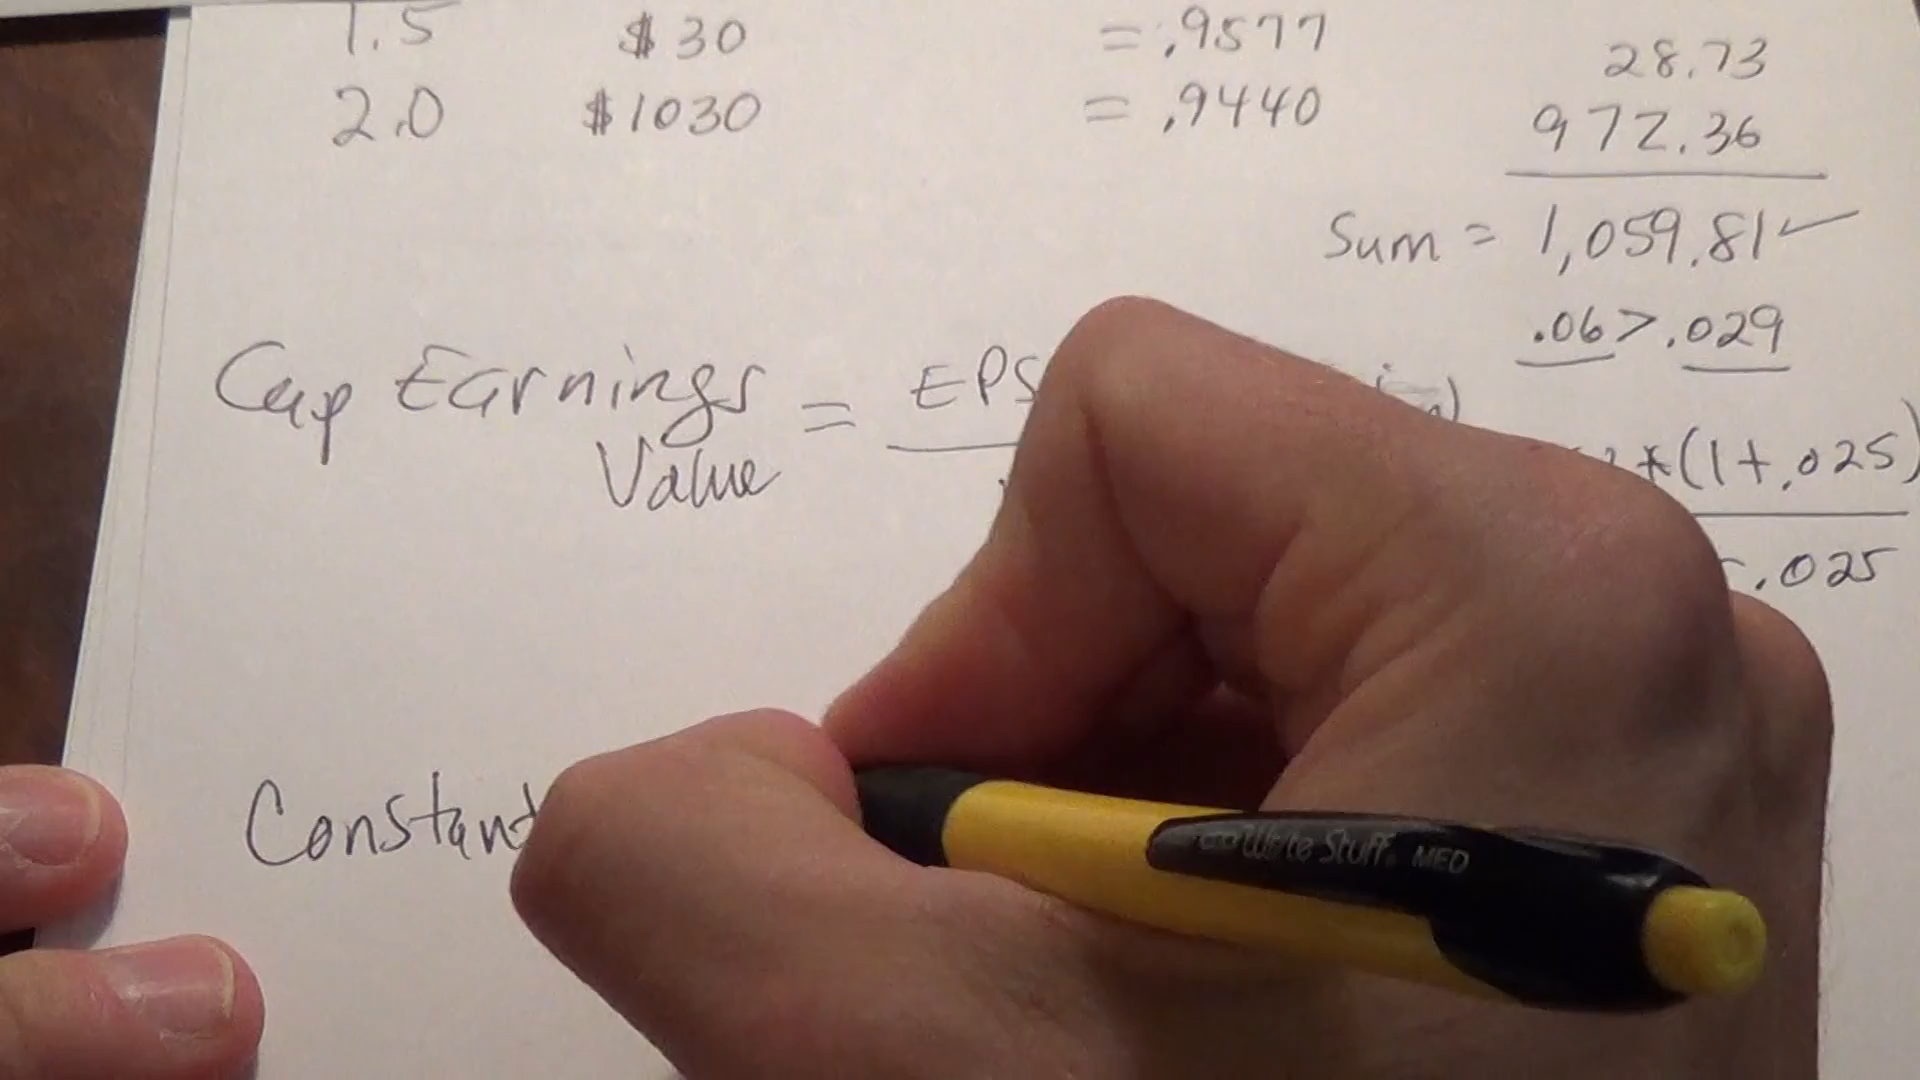 1.5 $30 = .9577 28.73
2.0 $1030 = .9440 972.36
Sum = 1,059.81 ✓
.06 > .029
Cap Earnings = EPS
Value
*(1+.025)
- .025
Constant
Write Stuff. MED